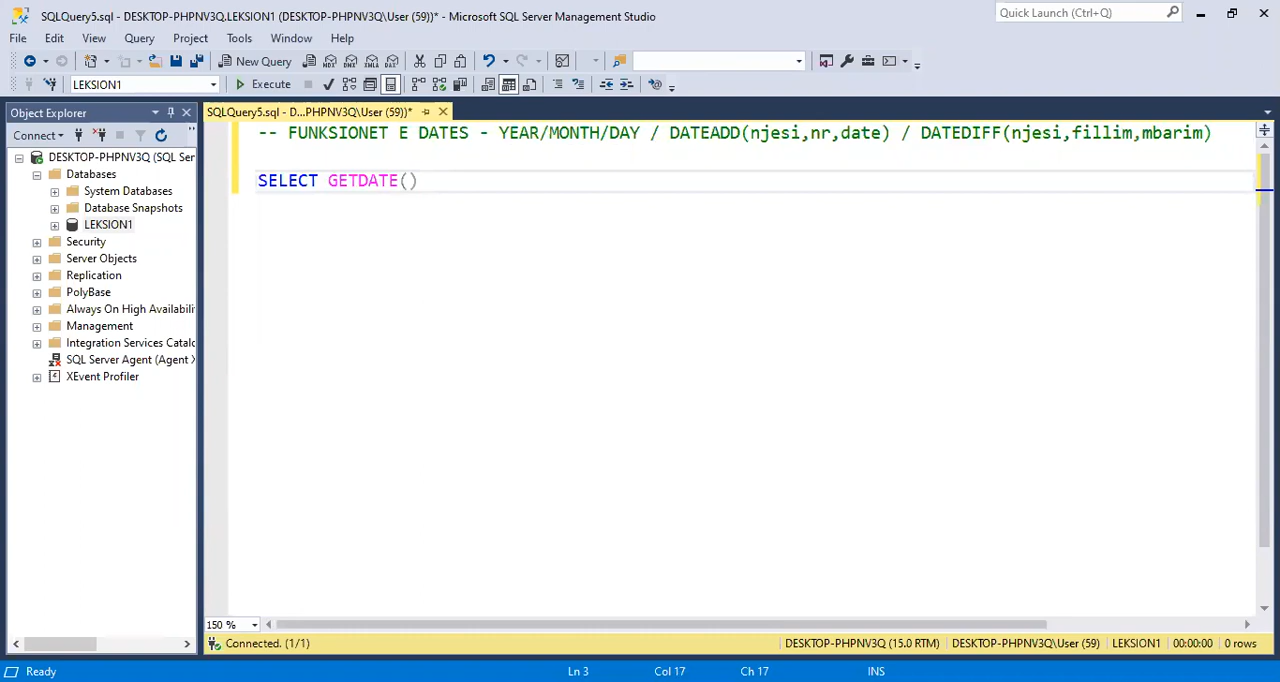 SQLQuery5.sql - DESKTOP-PHPNV3Q.LEKSION1 (DESKTOP-PHPNV3Q\User (59))* - Microsoft SQL Server Management Studio
Quick Launch (Ctrl+Q)
File Edit View Query Project Tools Window Help
New Query
LEKSION1
Execute
Object Explorer
SQLQuery5.sql - D...PHPNV3Q\User (59))*
Connect
DESKTOP-PHPNV3Q (SQL Ser
Databases
System Databases
Database Snapshots
LEKSION1
Security
Server Objects
Replication
PolyBase
Always On High Availabili
Management
Integration Services Catalo
SQL Server Agent (Agent X
XEvent Profiler
-- FUNKSIONET E DATES - YEAR/MONTH/DAY / DATEADD(njesi,nr,date) / DATEDIFF(njesi,fillim,mbarim)
SELECT GETDATE()
150 %
Connected. (1/1)
DESKTOP-PHPNV3Q (15.0 RTM) DESKTOP-PHPNV3Q\User (59) LEKSION1 00:00:00 0 rows
Ready
Ln 3 Col 17 Ch 17 INS